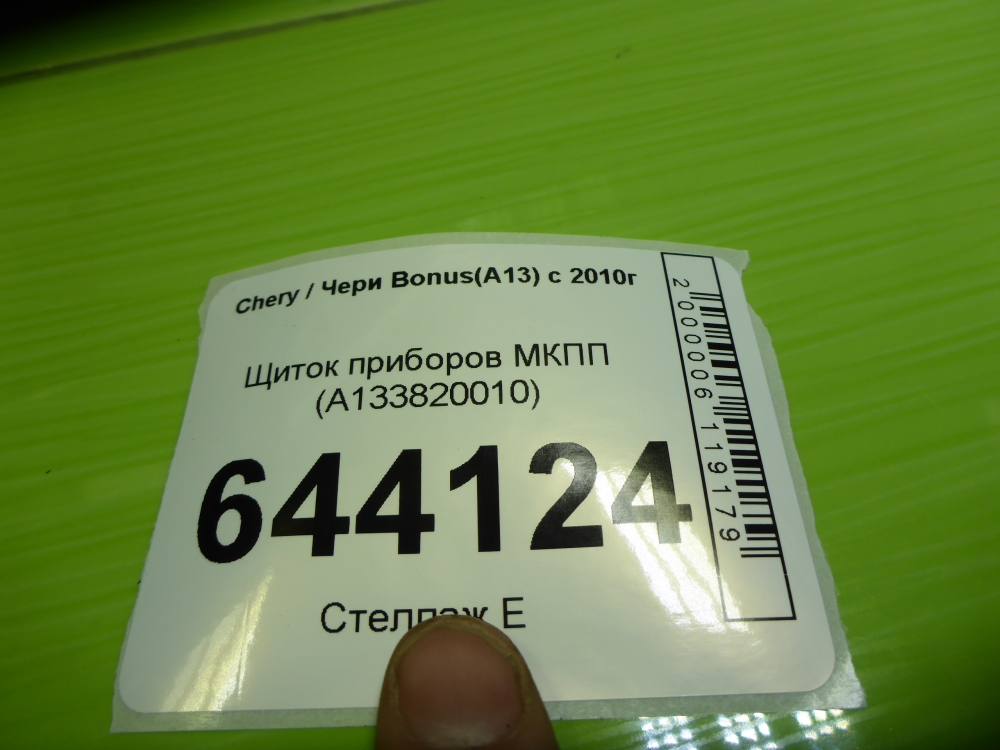 Chery / Чери Bonus(A13) с 2010г
Щиток приборов МКПП
(A133820010)
644124
Стеллаж Е
2000006119179